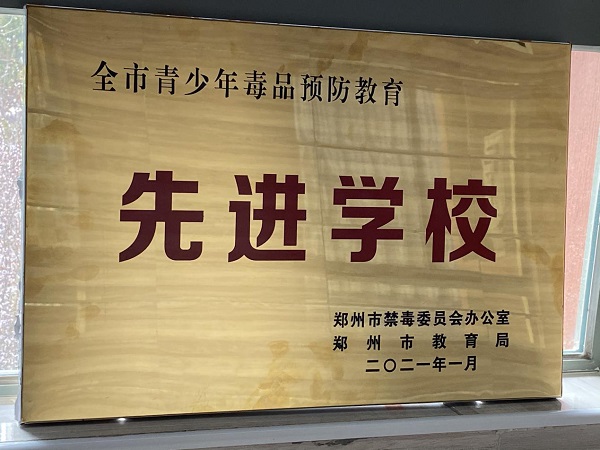 全市青少年毒品预防教育
先进学校
郑州市禁毒委员会办公室
郑州市教育局
二〇二一年一月